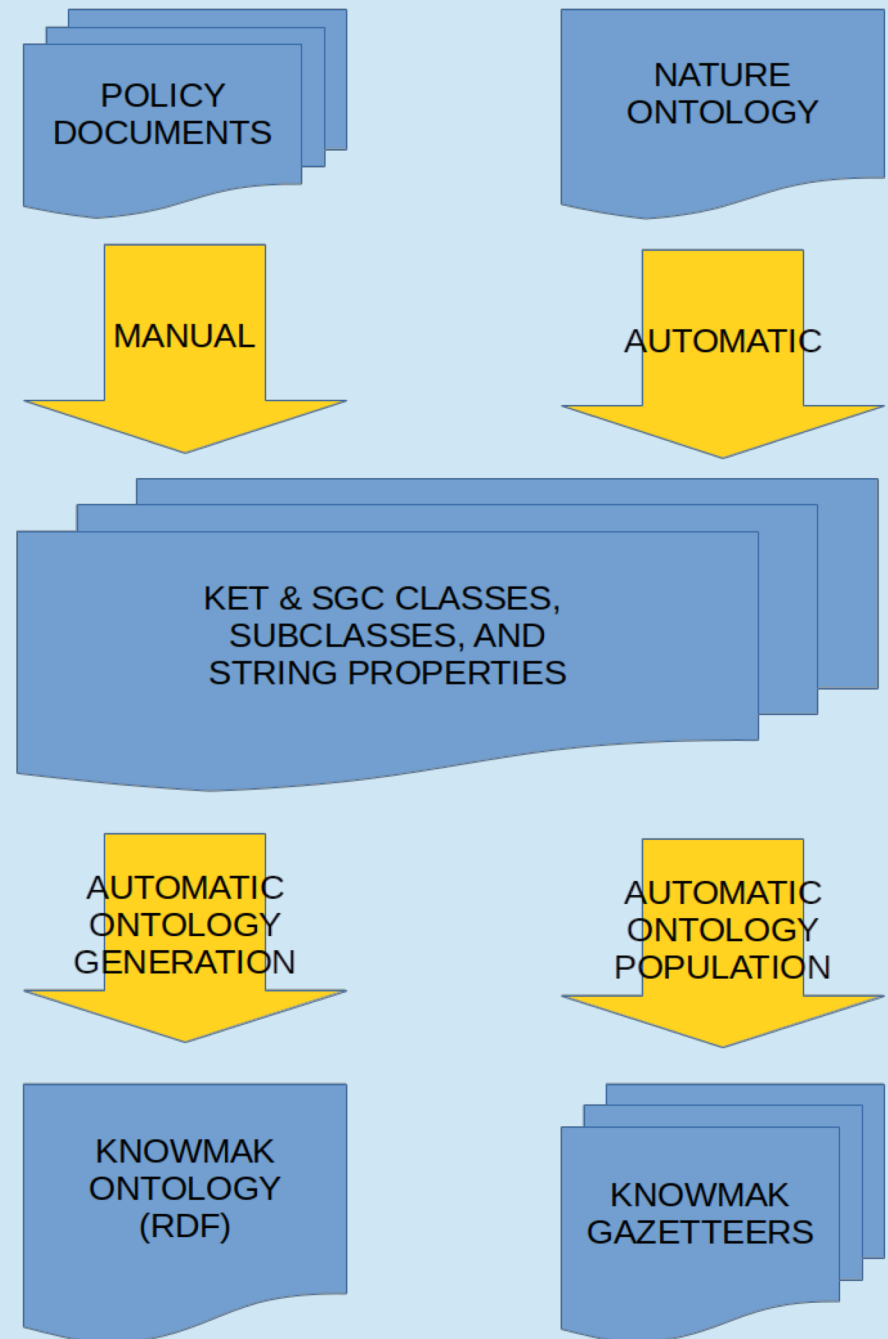 POLICY
DOCUMENTS
NATURE
ONTOLOGY
MANUAL
AUTOMATIC
KET & SGC CLASSES,
SUBCLASSES, AND
STRING PROPERTIES
AUTOMATIC
ONTOLOGY
GENERATION
AUTOMATIC
ONTOLOGY
POPULATION
KNOWMAK
ONTOLOGY
(RDF)
KNOWMAK
GAZETTEERS